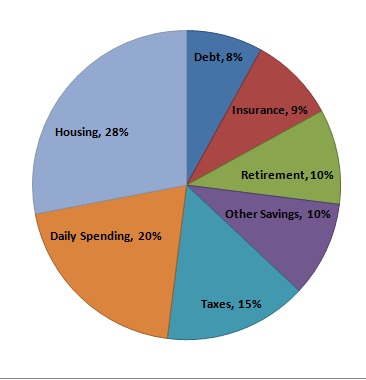 Debt, 8%
Insurance, 9%
Housing, 28%
Retirement, 10%
Other Savings, 10%
Daily Spending, 20%
Taxes, 15%